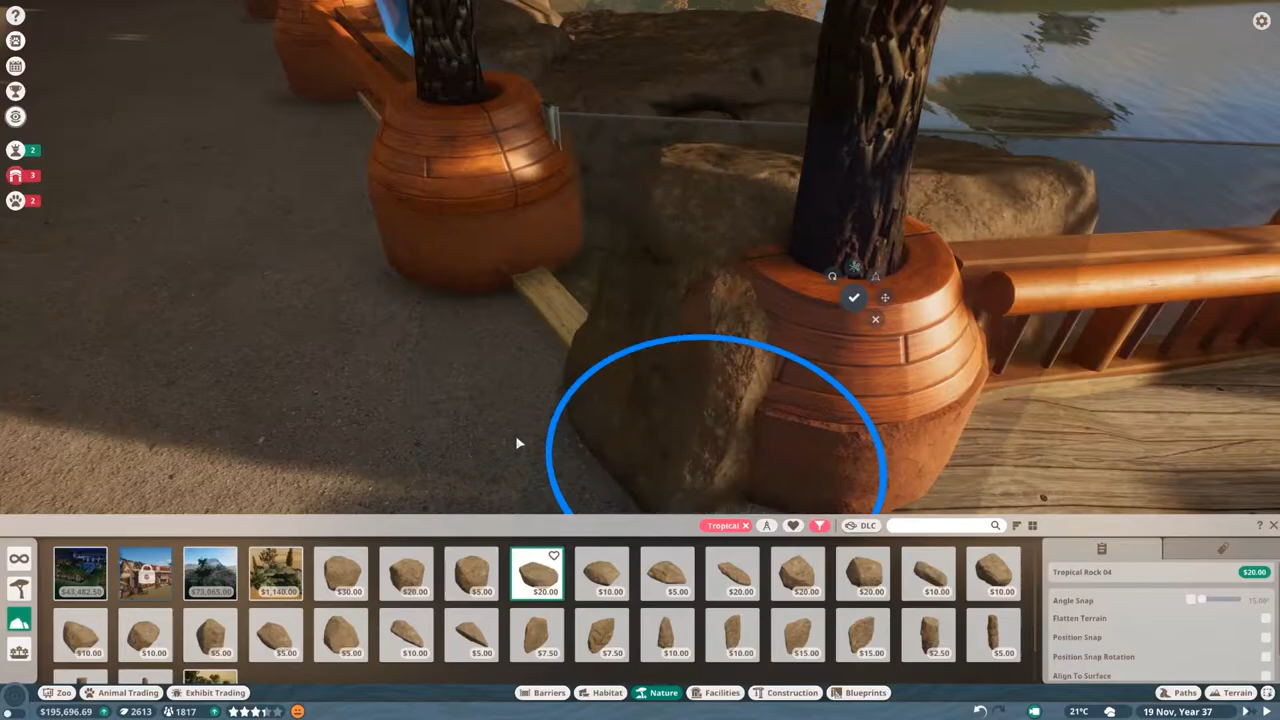 2
3
2
Tropical
DLC
$43,482.50
$73,065.00
$1,140.00
$30.00
$20.00
$5.00
$20.00
$10.00
$5.00
$20.00
$20.00
$20.00
$10.00
$10.00
$10.00
$10.00
$5.00
$5.00
$5.00
$10.00
$5.00
$7.50
$7.50
$10.00
$10.00
$15.00
$15.00
$2.50
$5.00
Tropical Rock 04
$20.00
Angle Snap
15.00°
Flatten Terrain
Position Snap
Position Snap Rotation
Align To Surface
Zoo
Animal Trading
Exhibit Trading
Barriers
Habitat
Nature
Facilities
Construction
Blueprints
Paths
Terrain
$195,696.69
2613
1817
21°C
19 Nov, Year 37